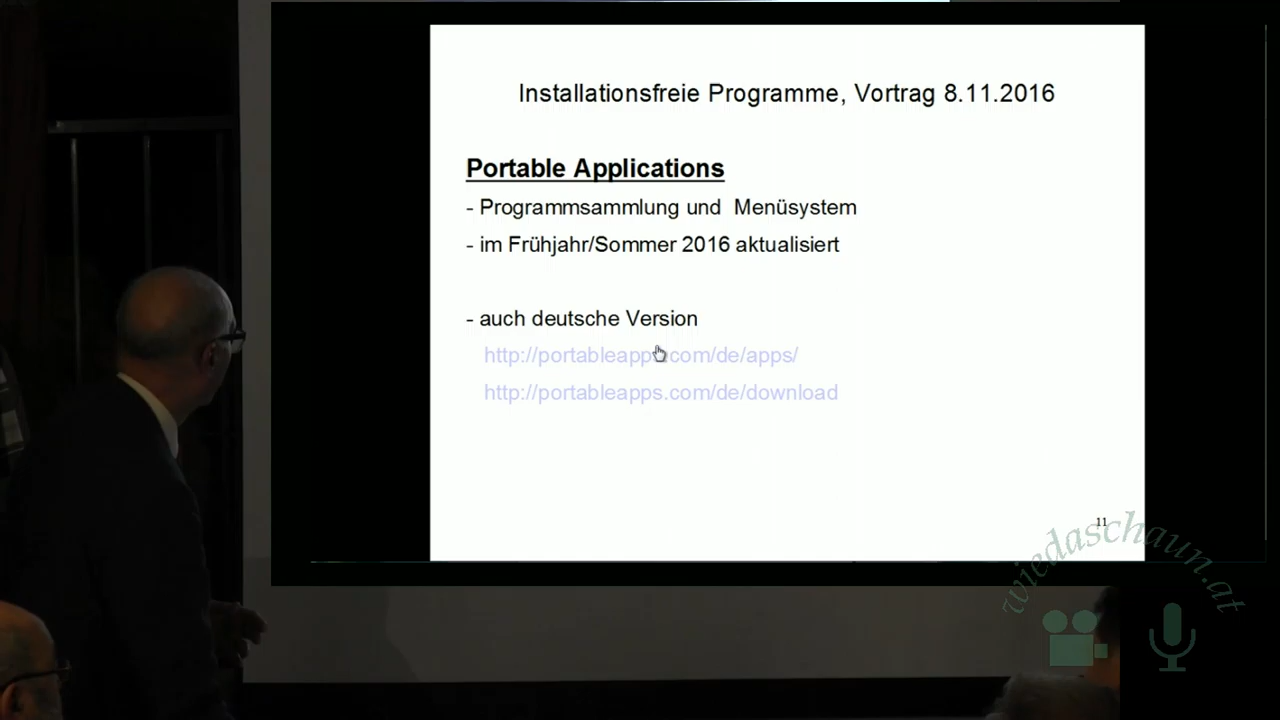 Installationsfreie Programme, Vortrag 8.11.2016
Portable Applications
- Programmsammlung und Menüsystem
- im Frühjahr/Sommer 2016 aktualisiert
- auch deutsche Version
http://portableapps.com/de/apps/
http://portableapps.com/de/download
11
wiedaschaun.at